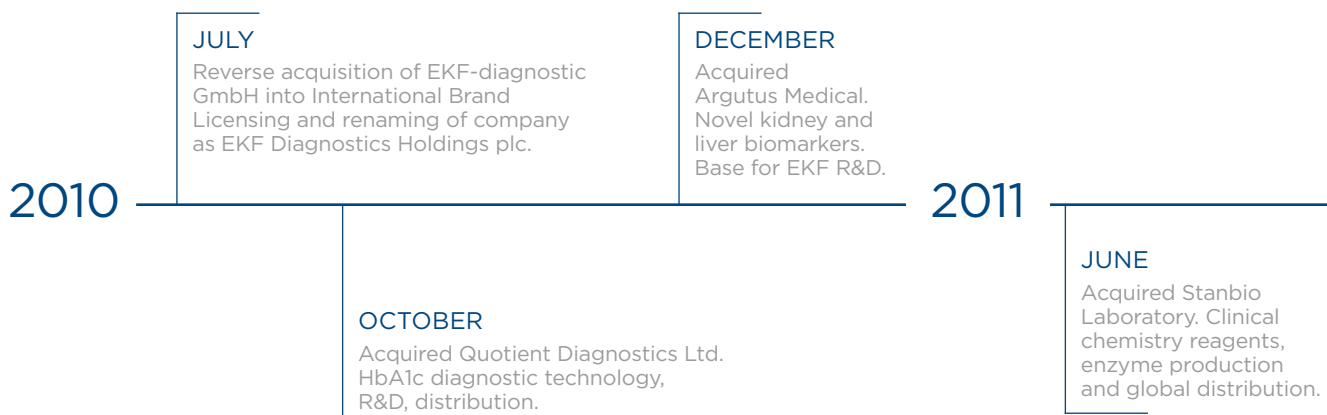 2010
JULY
Reverse acquisition of EKF-diagnostic
GmbH into International Brand
Licensing and renaming of company
as EKF Diagnostics Holdings plc.
OCTOBER
Acquired Quotient Diagnostics Ltd.
HbA1c diagnostic technology,
R&D, distribution.
DECEMBER
Acquired
Argutus Medical.
Novel kidney and
liver biomarkers.
Base for EKF R&D.
2011
JUNE
Acquired Stanbio
Laboratory. Clinical
chemistry reagents,
enzyme production
and global distribution.